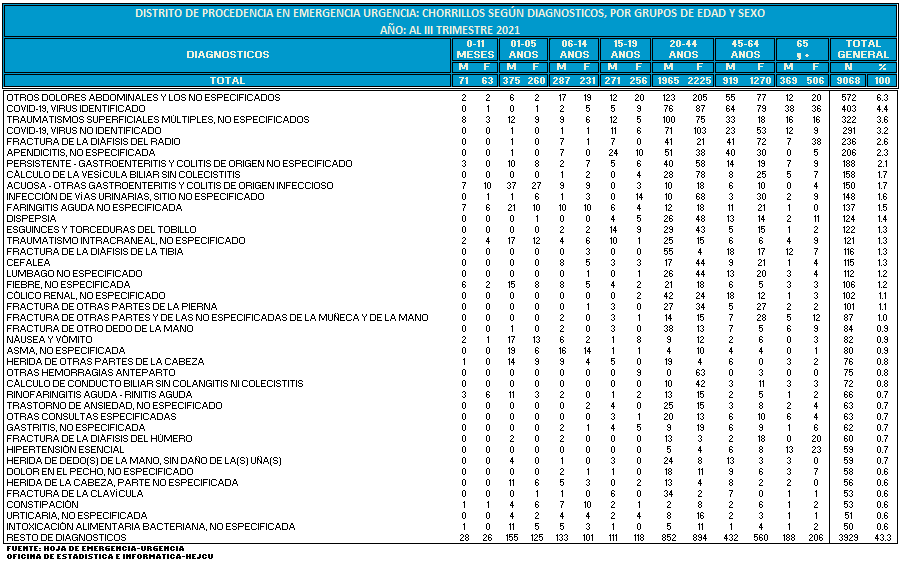 DISTRITO DE PROCEDENCIA EN EMERGENCIA URGENCIA: CHORRILLOS SEGÚN DIAGNOSTICOS, POR GRUPOS DE EDAD Y SEXO
AÑO: AL III TRIMESTRE 2021
DIAGNOSTICOS 0-11 MESES 01-05 ANOS 06-14 ANOS 15-19 ANOS 20-44 ANOS 45-64 ANOS 65 y + TOTAL GENERAL
M F M F M F M F M F M F M F N %
TOTAL 71 63 375 260 287 231 271 256 1965 2225 919 1270 369 506 9068 100
OTROS DOLORES ABDOMINALES Y LOS NO ESPECIFICADOS 2 2 6 2 17 19 12 20 123 205 55 77 12 20 572 6.3
COVID-19, VIRUS IDENTIFICADO 0 1 0 1 2 5 5 9 76 87 64 79 38 36 403 4.4
TRAUMATISMOS SUPERFICIALES MÚLTIPLES, NO ESPECIFICADOS 8 3 12 9 9 6 12 5 100 75 33 18 16 16 322 3.6
COVID-19, VIRUS NO IDENTIFICADO 0 0 1 0 1 1 11 6 71 103 23 53 12 9 291 3.2
FRACTURA DE LA DIÁFISIS DEL RADIO 0 0 1 0 7 1 7 0 41 21 41 72 7 38 236 2.6
APENDICITIS, NO ESPECIFICADA 0 0 1 0 7 0 24 10 51 38 40 30 0 5 206 2.3
PERSISTENTE - GASTROENTERITIS Y COLITIS DE ORIGEN NO ESPECIFICADO 3 0 10 8 2 7 5 6 40 58 14 19 7 9 188 2.1
CÁLCULO DE LA VESÍCULA BILIAR SIN COLECISTITIS 0 0 0 0 1 2 0 4 28 78 8 25 5 7 158 1.7
ACUOSA - OTRAS GASTROENTERITIS Y COLITIS DE ORIGEN INFECCIOSO 7 10 37 27 9 9 0 3 10 18 6 10 0 4 150 1.7
INFECCIÓN DE VÍAS URINARIAS, SITIO NO ESPECIFICADO 0 1 1 6 1 3 0 14 10 68 3 30 2 9 148 1.6
FARINGITIS AGUDA NO ESPECIFICADA 7 6 21 10 10 10 6 4 12 18 11 21 1 0 137 1.5
DISPEPSIA 0 0 0 1 0 0 4 5 26 48 13 14 2 11 124 1.4
ESGUINCES Y TORCEDURAS DEL TOBILLO 0 0 0 0 2 2 14 9 29 43 5 15 1 2 122 1.3
TRAUMATISMO INTRACRANEAL, NO ESPECIFICADO 2 4 17 12 4 6 10 1 25 15 6 6 4 9 121 1.3
FRACTURA DE LA DIÁFISIS DE LA TIBIA 0 0 0 0 0 3 0 0 55 4 18 17 12 7 116 1.3
CEFALEA 0 0 0 0 8 5 3 3 17 44 9 21 1 4 115 1.3
LUMBAGO NO ESPECIFICADO 0 0 0 0 0 1 0 1 26 44 13 20 3 4 112 1.2
FIEBRE, NO ESPECIFICADA 6 2 15 8 8 5 4 2 21 18 6 5 3 3 106 1.2
CÓLICO RENAL, NO ESPECIFICADO 0 0 0 0 0 0 0 2 42 24 18 12 1 3 102 1.1
FRACTURA DE OTRAS PARTES DE LA PIERNA 0 0 0 0 0 1 3 0 27 34 5 27 2 2 101 1.1
FRACTURA DE OTRAS PARTES Y DE LAS NO ESPECIFICADAS DE LA MUÑECA Y DE LA MANO 0 0 0 0 2 0 3 1 14 15 7 28 5 12 87 1.0
FRACTURA DE OTRO DEDO DE LA MANO 0 0 1 0 2 0 3 0 38 13 7 5 6 9 84 0.9
NÁUSEA Y VÓMITO 2 1 17 13 6 2 1 8 9 12 2 6 0 3 82 0.9
ASMA, NO ESPECIFICADA 0 0 19 6 16 14 1 1 4 10 4 4 0 1 80 0.9
HERIDA DE OTRAS PARTES DE LA CABEZA 1 0 14 9 9 4 5 0 19 4 6 0 3 2 76 0.8
OTRAS HEMORRAGIAS ANTEPARTO 0 0 0 0 0 0 0 9 0 63 0 3 0 0 75 0.8
CÁLCULO DE CONDUCTO BILIAR SIN COLANGITIS NI COLECISTITIS 0 0 0 0 0 0 0 0 10 42 3 11 3 3 72 0.8
RINOFARINGITIS AGUDA - RINITIS AGUDA 3 6 11 3 2 0 1 2 13 15 2 5 1 2 66 0.7
TRASTORNO DE ANSIEDAD, NO ESPECIFICADO 0 0 0 0 0 2 4 0 25 15 3 8 2 4 63 0.7
OTRAS CONSULTAS ESPECIFICADAS 0 0 0 0 0 0 3 1 20 13 6 10 6 4 63 0.7
GASTRITIS, NO ESPECIFICADA 0 0 0 0 2 1 4 5 9 19 6 9 1 6 62 0.7
FRACTURA DE LA DIÁFISIS DEL HÚMERO 0 0 2 0 2 0 0 0 13 3 2 18 0 20 60 0.7
HIPERTENSIÓN ESENCIAL 0 0 0 0 0 0 0 0 5 4 6 8 13 23 59 0.7
HERIDA DE DEDO(S) DE LA MANO, SIN DAÑO DE LA(S) UÑA(S) 0 0 4 0 1 0 3 0 24 8 13 3 3 0 59 0.7
DOLOR EN EL PECHO, NO ESPECIFICADO 0 0 0 0 2 1 1 0 18 11 9 6 3 7 58 0.6
HERIDA DE LA CABEZA, PARTE NO ESPECIFICADA 0 0 11 6 5 3 0 2 13 4 8 2 2 0 56 0.6
FRACTURA DE LA CLAVÍCULA 0 0 0 1 1 0 6 0 34 2 7 0 1 1 53 0.6
CONSTIPACIÓN 1 1 4 6 7 10 2 1 2 8 2 6 1 2 53 0.6
URTICARIA, NO ESPECIFICADA 0 0 4 2 4 4 2 4 8 16 2 3 1 1 51 0.6
INTOXICACIÓN ALIMENTARIA BACTERIANA, NO ESPECIFICADA 1 0 11 5 5 3 1 0 5 11 1 4 1 2 50 0.6
RESTO DE DIAGNOSTICOS 28 26 155 125 133 101 111 118 852 894 432 560 188 206 3929 43.3
FUENTE: HOJA DE EMERGENCIA-URGENCIA
OFICINA DE ESTADISTICA E INFORMATICA-HEJCU